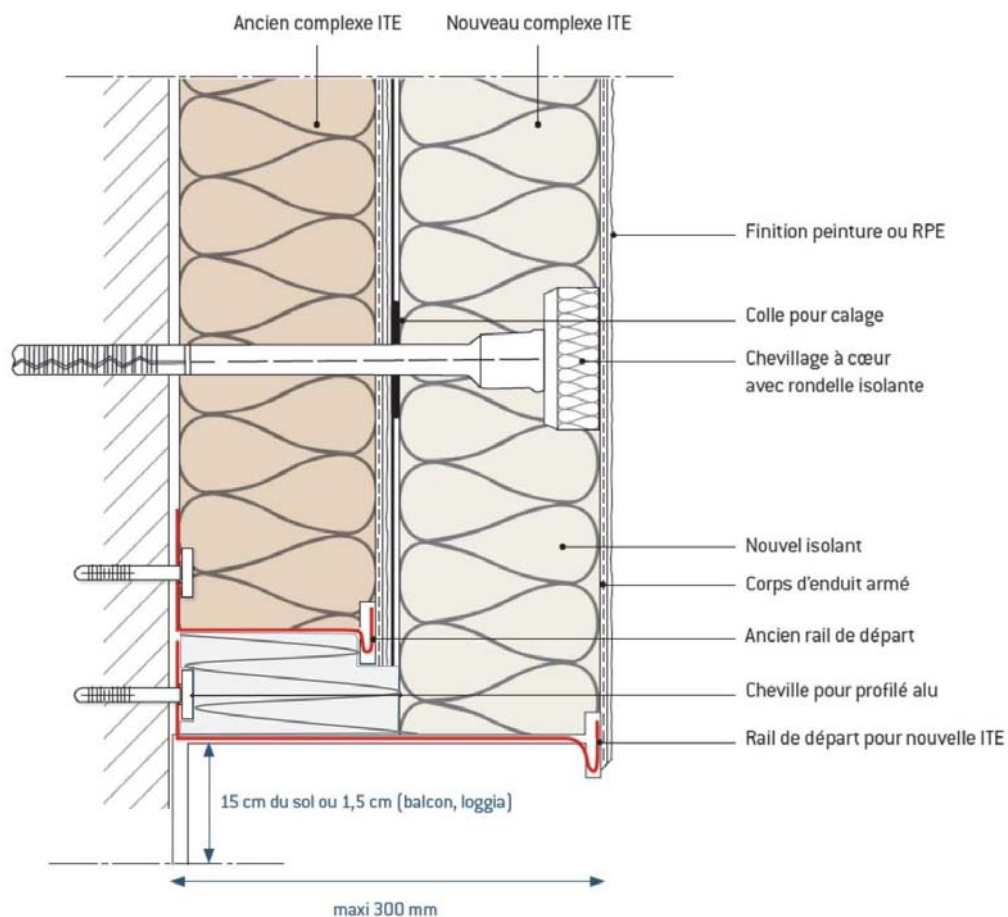 Ancien complexe ITE
Nouveau complexe ITE
Finition peinture ou RPE
Colle pour calage
Chevillage à cœur
avec rondelle isolante
Nouvel isolant
Corps d'enduit armé
Ancien rail de départ
Cheville pour profilé alu
Rail de départ pour nouvelle ITE
15 cm du sol ou 1,5 cm (balcon, loggia)
maxi 300 mm